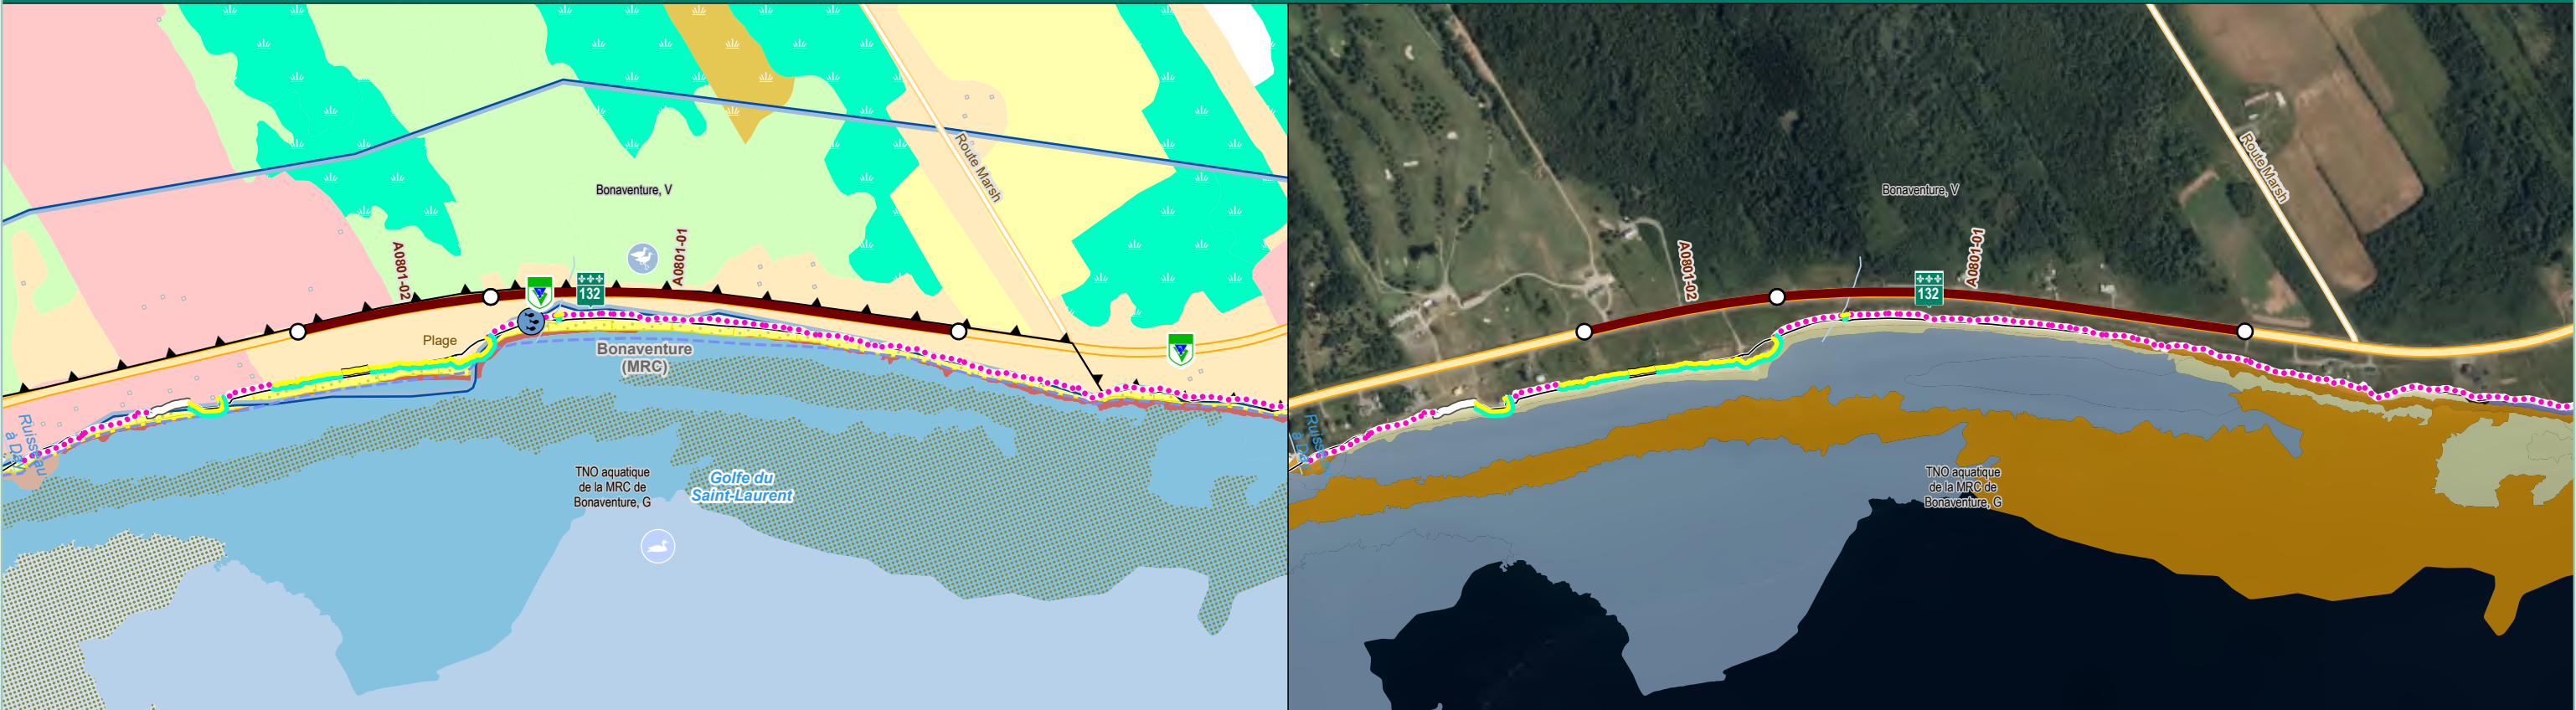 Route Marsh
Bonaventure, V
A0801-02
A0801-01
132
Plage
Bonaventure
(MRC)
Ruisseau
TNO aquatique
de la MRC de
Bonaventure, G
Golfe du
Saint-Laurent
Route Marsh
Bonaventure, V
A0801-02
A0801-01
132
TNO aquatique
de la MRC de
Bonaventure, G